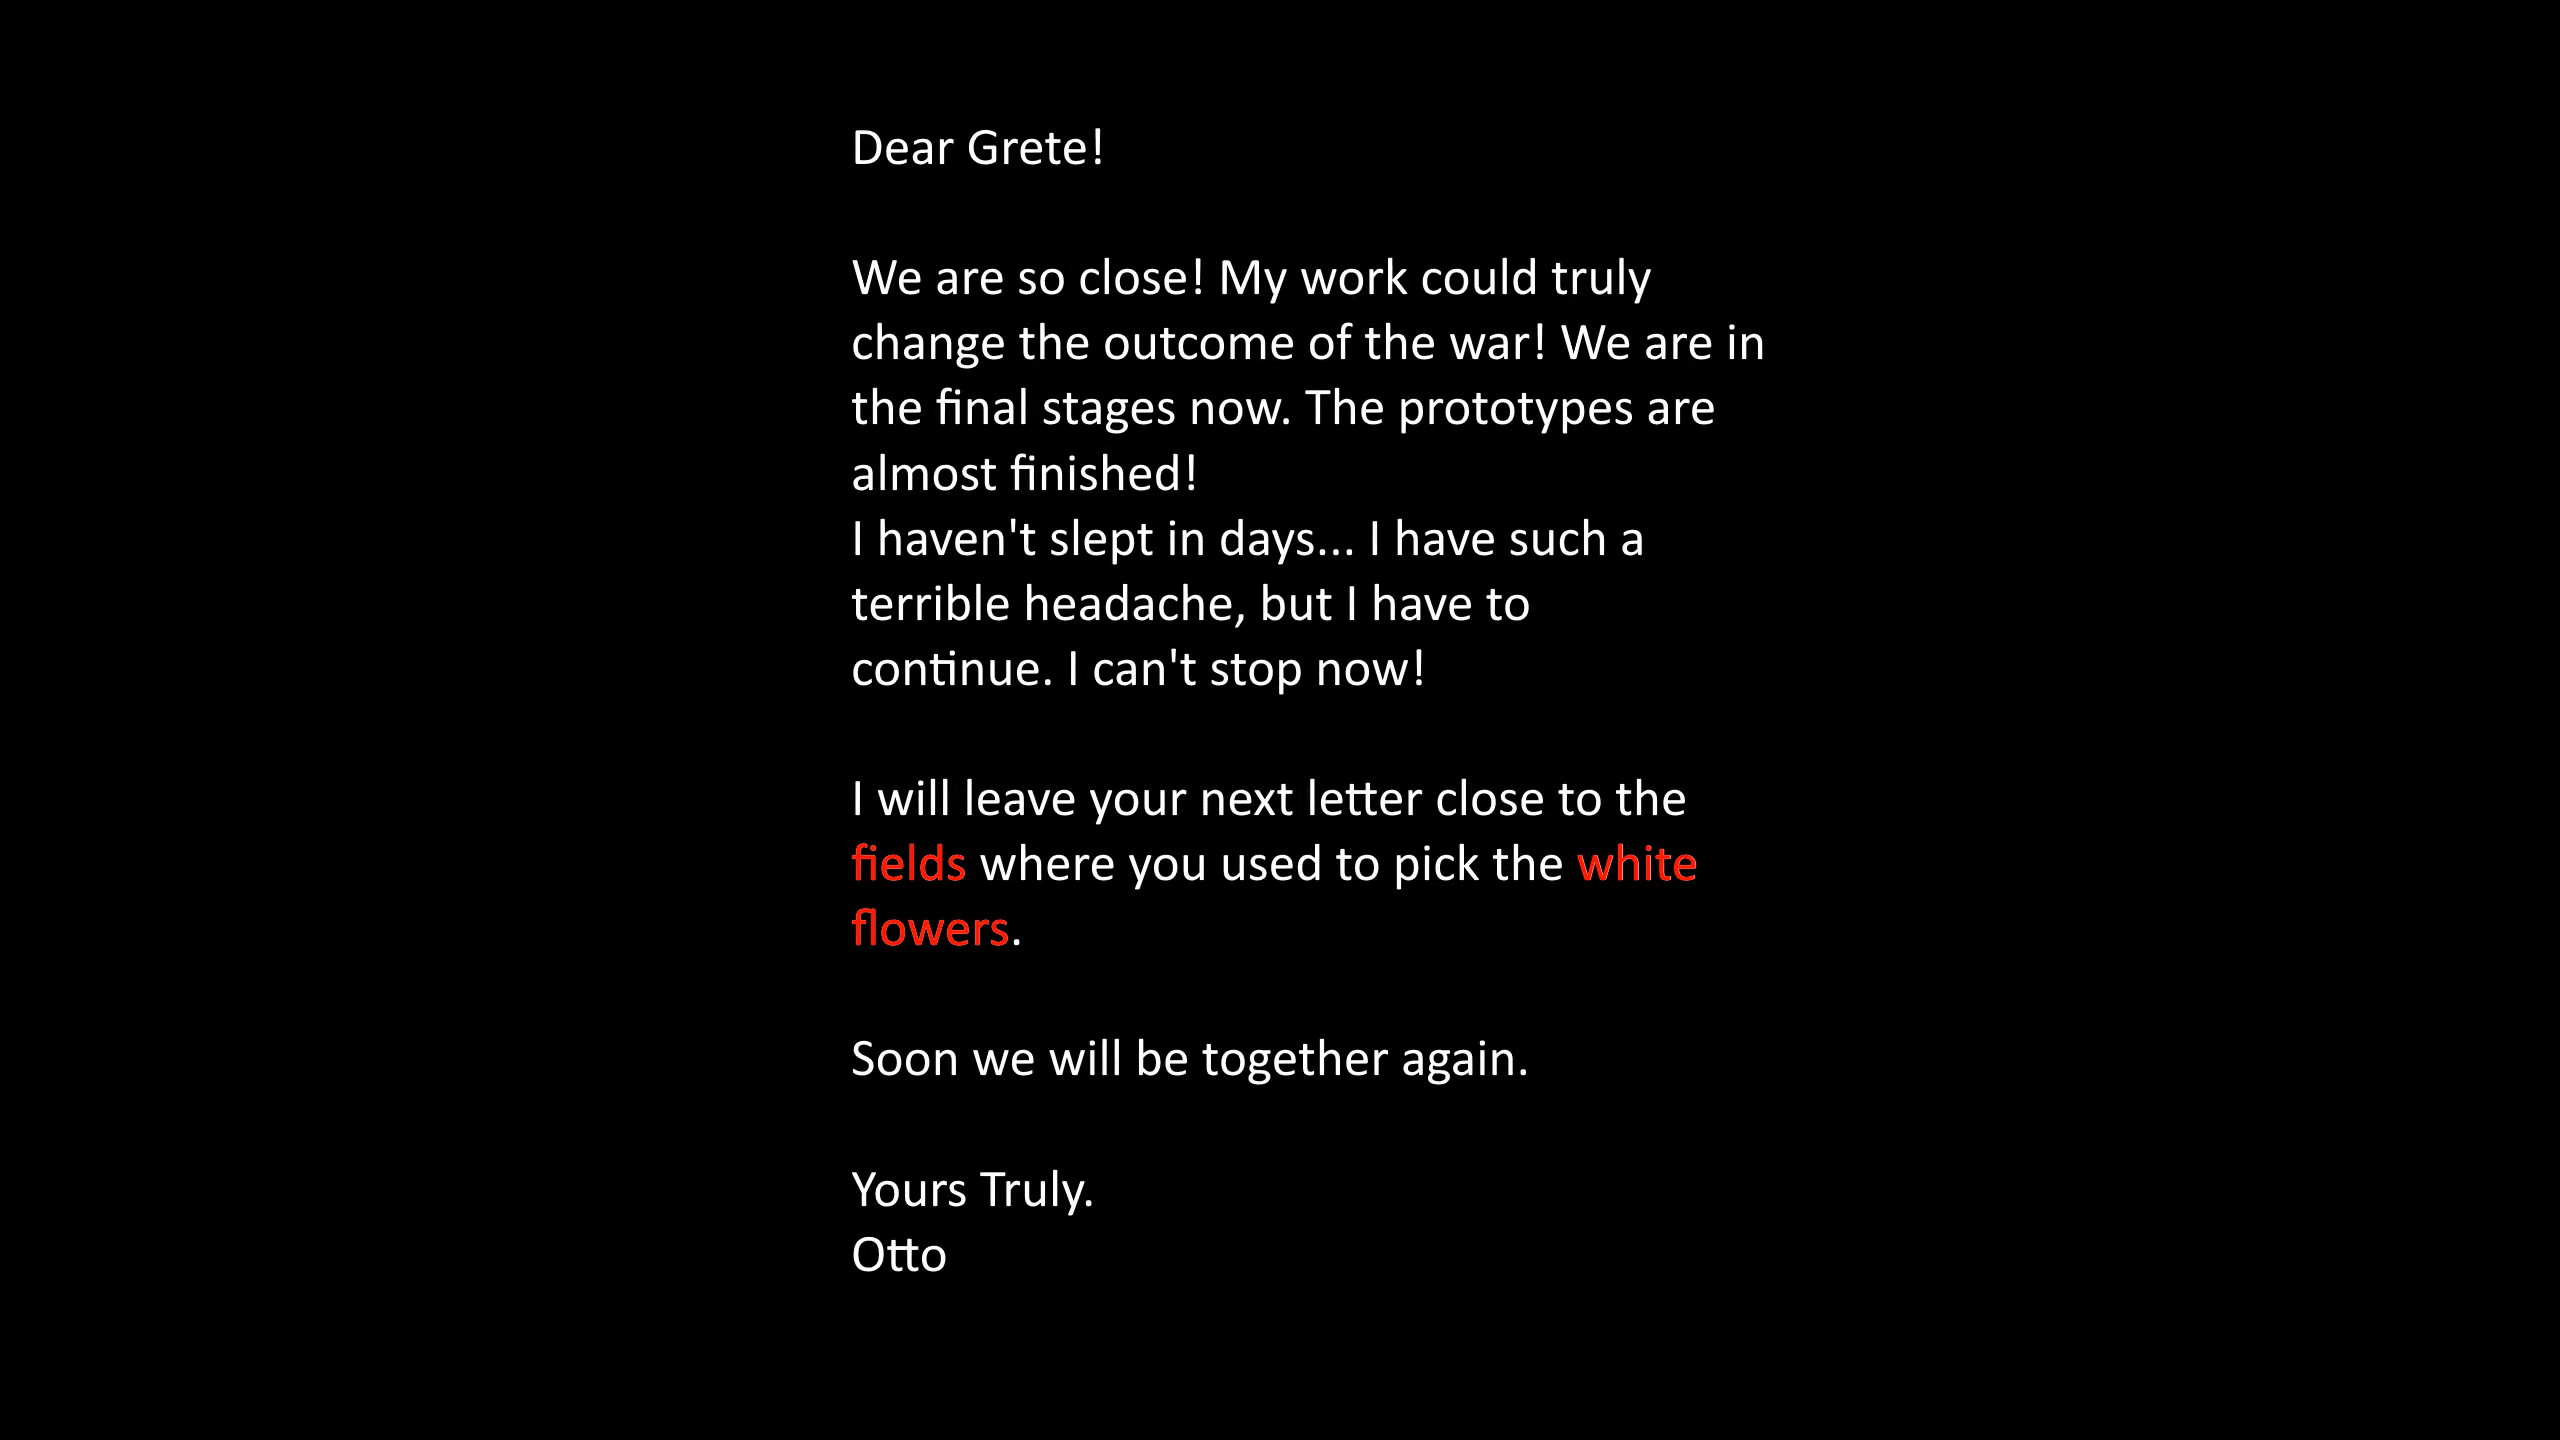 Dear Grete!
We are so close! My work could truly
change the outcome of the war! We are in
the final stages now. The prototypes are
almost finished!
I haven't slept in days... I have such a
terrible headache, but I have to
continue. I can't stop now!
I will leave your next letter close to the
fields where you used to pick the white
flowers.
Soon we will be together again.
Yours Truly.
Otto